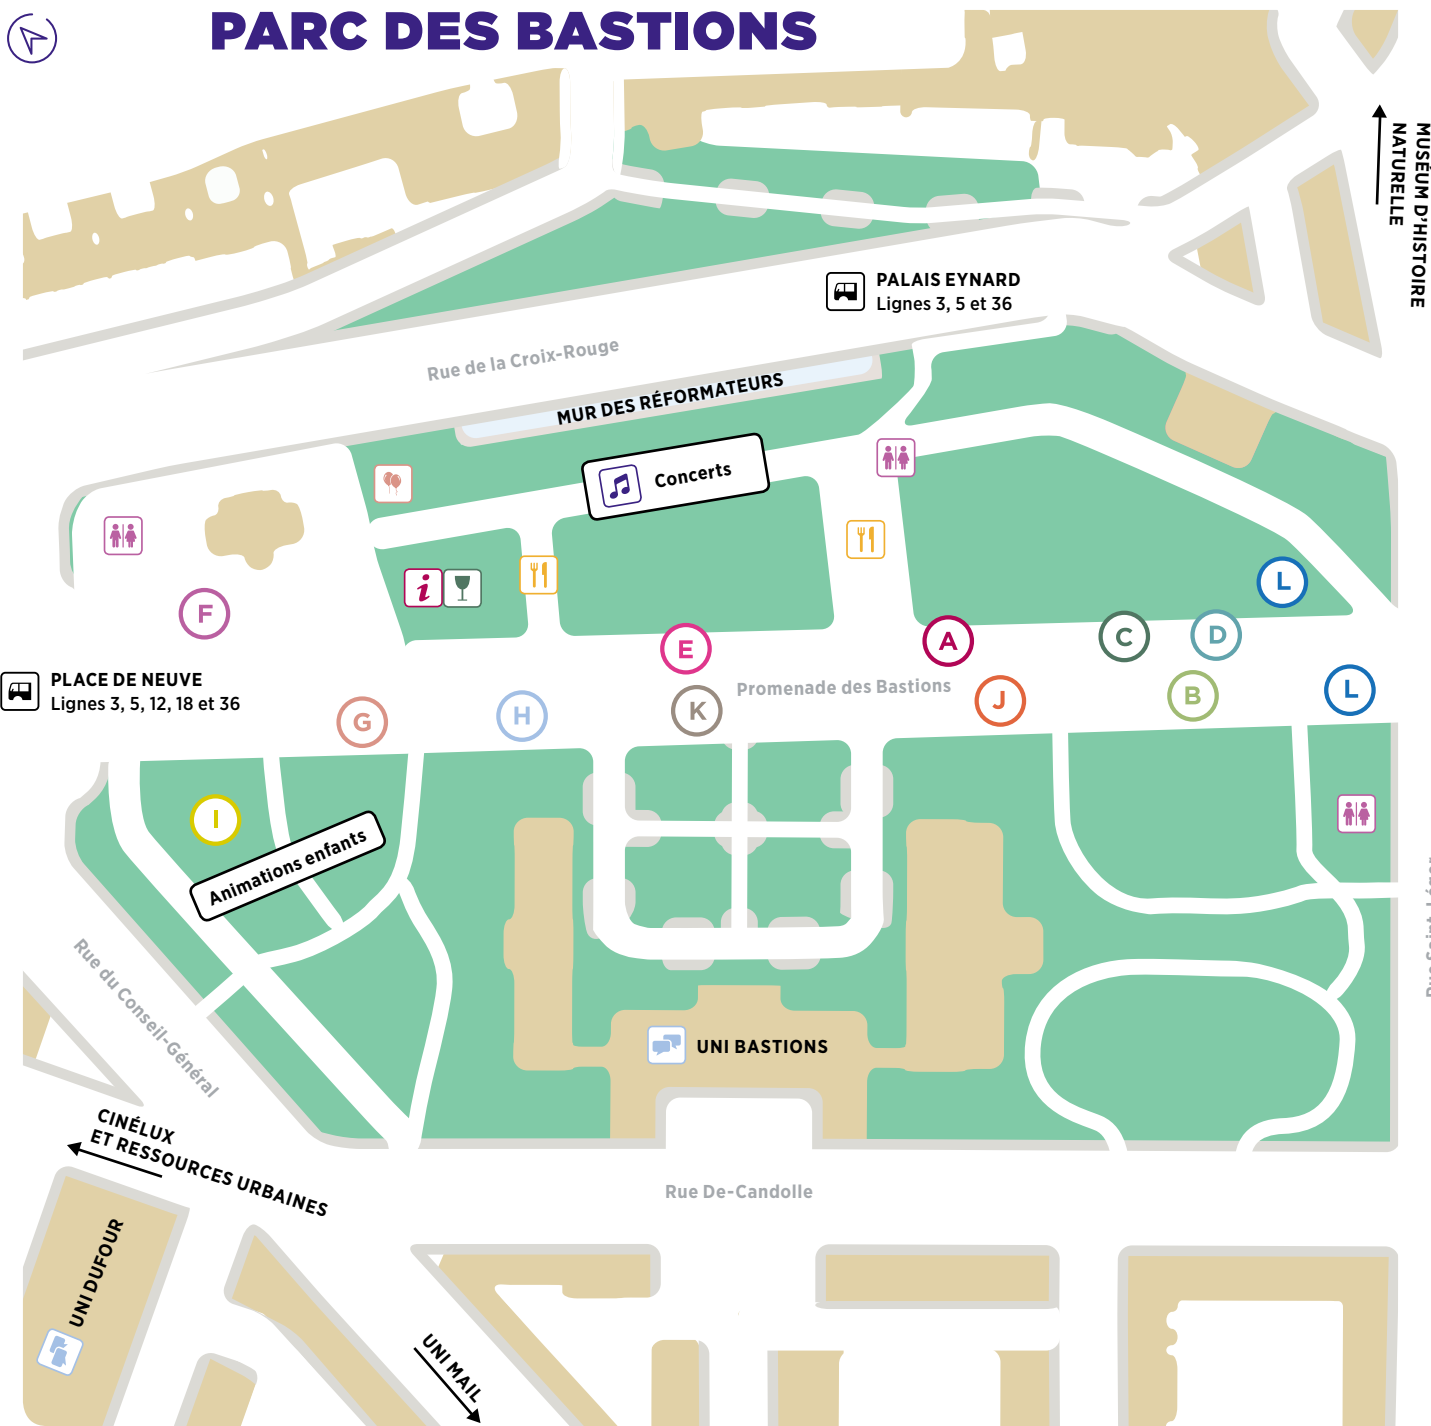 PARC DES BASTIONS
MUSÉUM D'HISTOIRE
NATURELLE
PALAIS EYNARD
Lignes 3, 5 et 36
Rue de la Croix-Rouge
MUR DES RÉFORMATEURS
Concerts
i
L
F
E
A
C
D
PLACE DE NEUVE
Lignes 3, 5, 12, 18 et 36
Promenade des Bastions
G
H
K
J
B
L
I
Animations enfants
Rue du Conseil-Général
UNI BASTIONS
CINÉLUX
ET RESSOURCES URBAINES
Rue De-Candolle
UNI DUFOUR
UNI MAIL